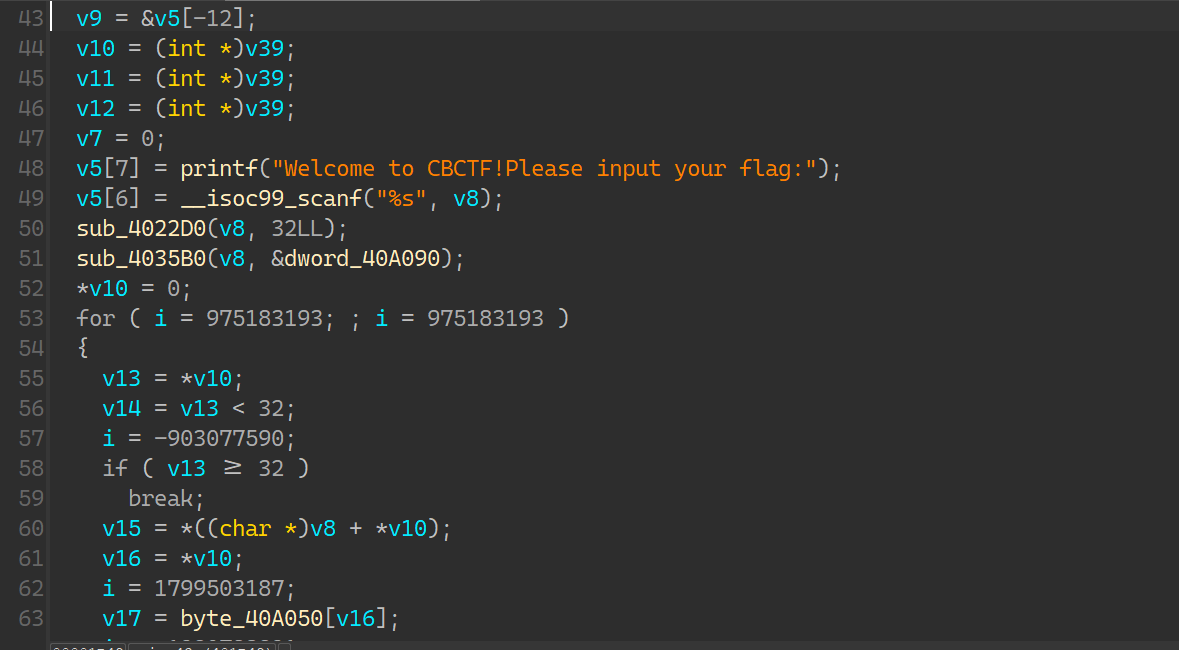 43 v9 = &v5[-12];
44 v10 = (int *)v39;
45 v11 = (int *)v39;
46 v12 = (int *)v39;
47 v7 = 0;
48 v5[7] = printf("Welcome to CBCTF!Please input your flag:");
49 v5[6] = __isoc99_scanf("%s", v8);
50 sub_4022D0(v8, 32LL);
51 sub_4035B0(v8, &dword_40A090);
52 *v10 = 0;
53 for ( i = 975183193; ; i = 975183193 )
54 {
55 v13 = *v10;
56 v14 = v13 < 32;
57 i = -903077590;
58 if ( v13 ≥ 32 )
59 break;
60 v15 = *((char *)v8 + *v10);
61 v16 = *v10;
62 i = 1799503187;
63 v17 = byte_40A050[v16];